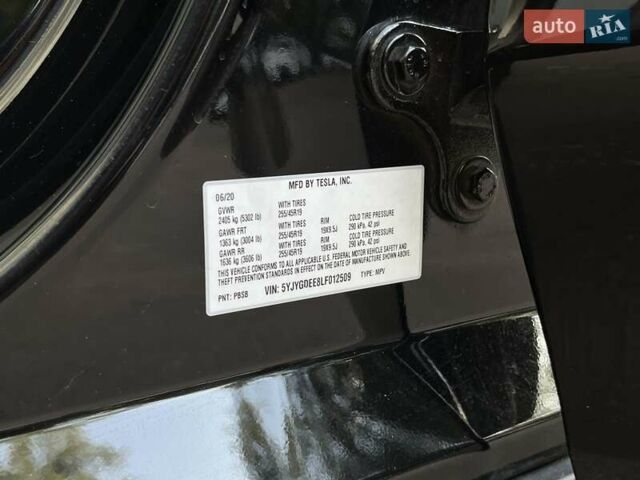 auto RIA
.com
MFD BY TESLA, INC.
06/20
GVWR WITH TIRES
2405 kg (5302 lb) 255/45R19
GAWR FRT WITH TIRES RIM COLD TIRE PRESSURE
1363 kg (3004 lb) 255/45R19 19X9.5J 290 kPa, 42 psi
GAWR RR WITH TIRES RIM COLD TIRE PRESSURE
1636 kg (3606 lb) 255/45R19 19X9.5J 290 kPa, 42 psi
THIS VEHICLE CONFORMS TO ALL APPLICABLE U.S. FEDERAL MOTOR VEHICLE SAFETY AND
THEFT PREVENTION STANDARDS IN EFFECT ON THE DATE OF MANUFACTURE SHOWN ABOVE.
PNT: PBSB VIN: 5YJYGDEE8LF012509 TYPE: MPV